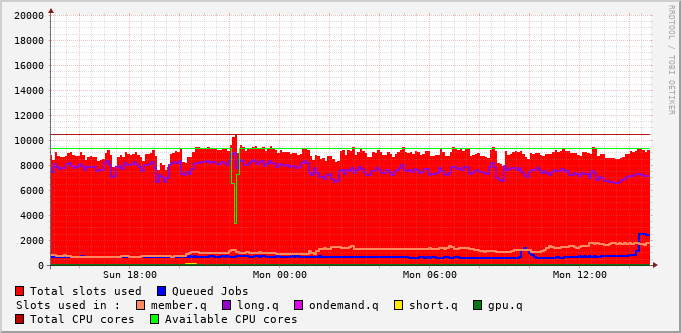 RRDTOOL / TOBI OETIKER
20000
18000
16000
14000
12000
10000
8000
6000
4000
2000
0
Sun 18:00 Mon 00:00 Mon 06:00 Mon 12:00
Total slots used Queued Jobs
Slots used in : member.q long.q ondemand.q short.q gpu.q
Total CPU cores Available CPU cores